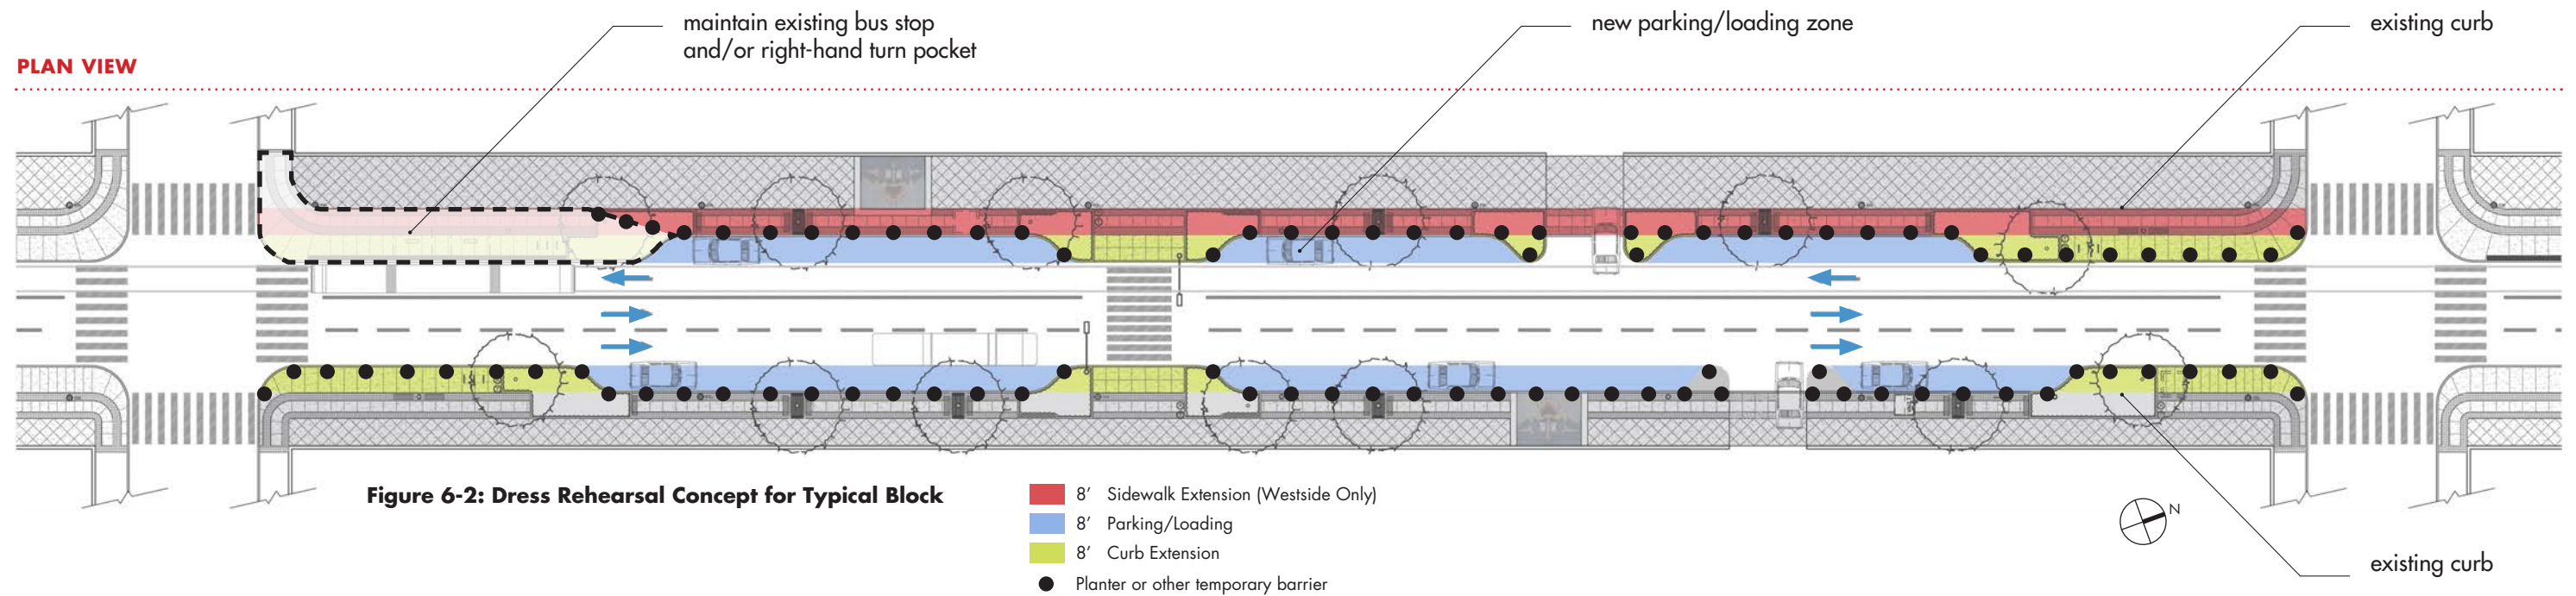 maintain existing bus stop
and/or right-hand turn pocket
new parking/loading zone
existing curb
PLAN VIEW
Figure 6-2: Dress Rehearsal Concept for Typical Block
8’ Sidewalk Extension (Westside Only)
8’ Parking/Loading
8’ Curb Extension
Planter or other temporary barrier
N
existing curb